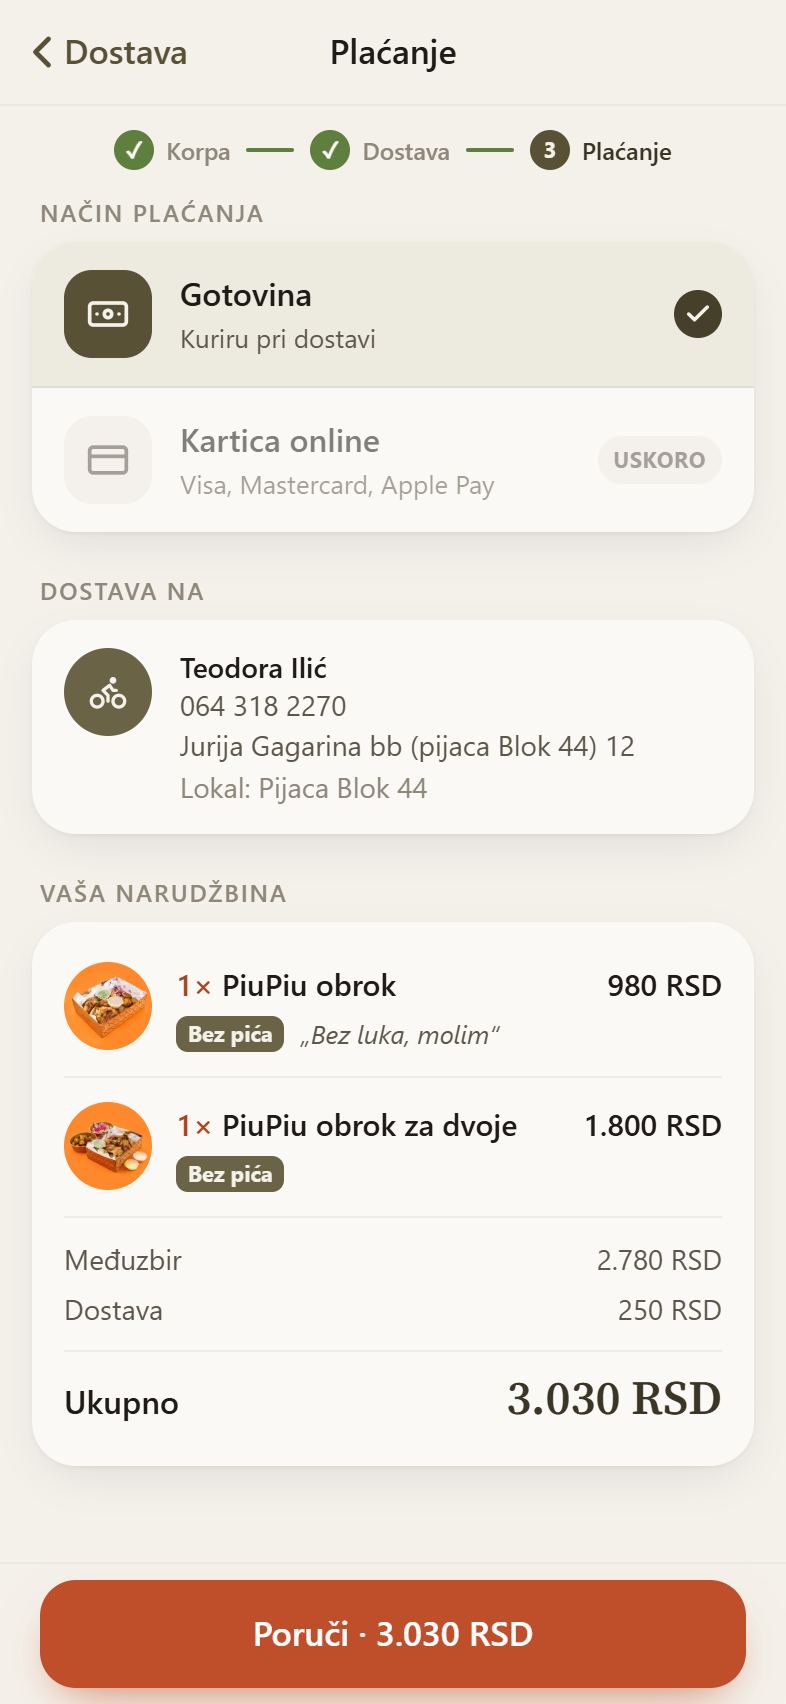 Dostava
Plaćanje
Korpa
Dostava
3 Plaćanje
NAČIN PLAĆANJA
Gotovina
Kuriru pri dostavi
Kartica online
Visa, Mastercard, Apple Pay
USKORO
DOSTAVA NA
Teodora Ilić
064 318 2270
Jurija Gagarina bb (pijaca Blok 44) 12
Lokal: Pijaca Blok 44
VAŠA NARUDŽBINA
1× PiuPiu obrok 980 RSD
Bez pića „Bez luka, molim“
1× PiuPiu obrok za dvoje 1.800 RSD
Bez pića
Međuzbir 2.780 RSD
Dostava 250 RSD
Ukupno 3.030 RSD
Poruči · 3.030 RSD